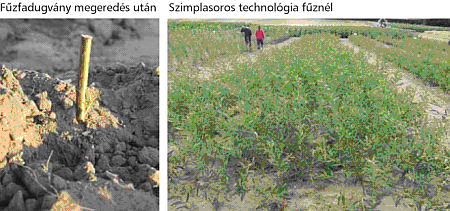 Fűzfadugvány megeredés után
Szimplasoros technológia fűznél